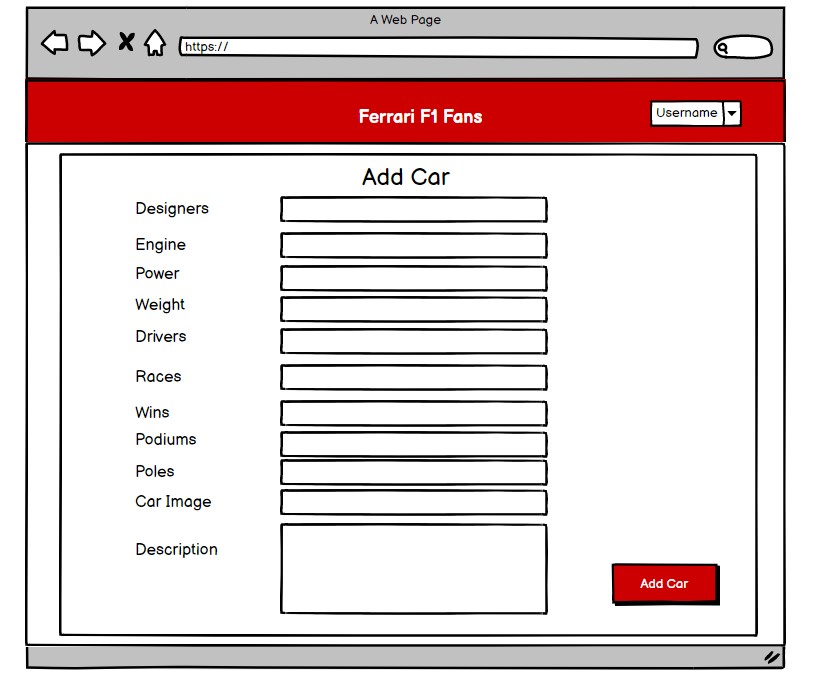 A Web Page
https://
Ferrari F1 Fans
Username
Add Car
Designers
Engine
Power
Weight
Drivers
Races
Wins
Podiums
Poles
Car Image
Description
Add Car